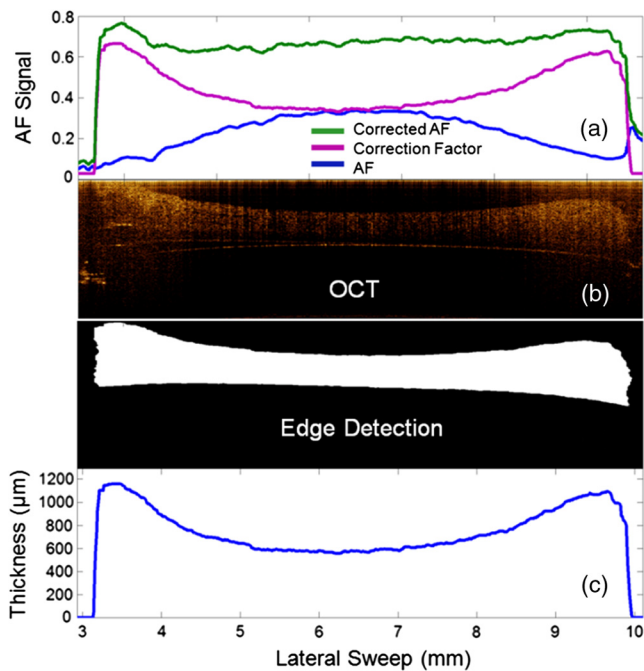 0.8
0.6
0.4
0.2
0
AF Signal
Corrected AF
Correction Factor
AF
(a)
OCT
(b)
Edge Detection
1200
1000
800
600
400
200
0
Thickness (μm)
(c)
3 4 5 6 7 8 9 10
Lateral Sweep (mm)